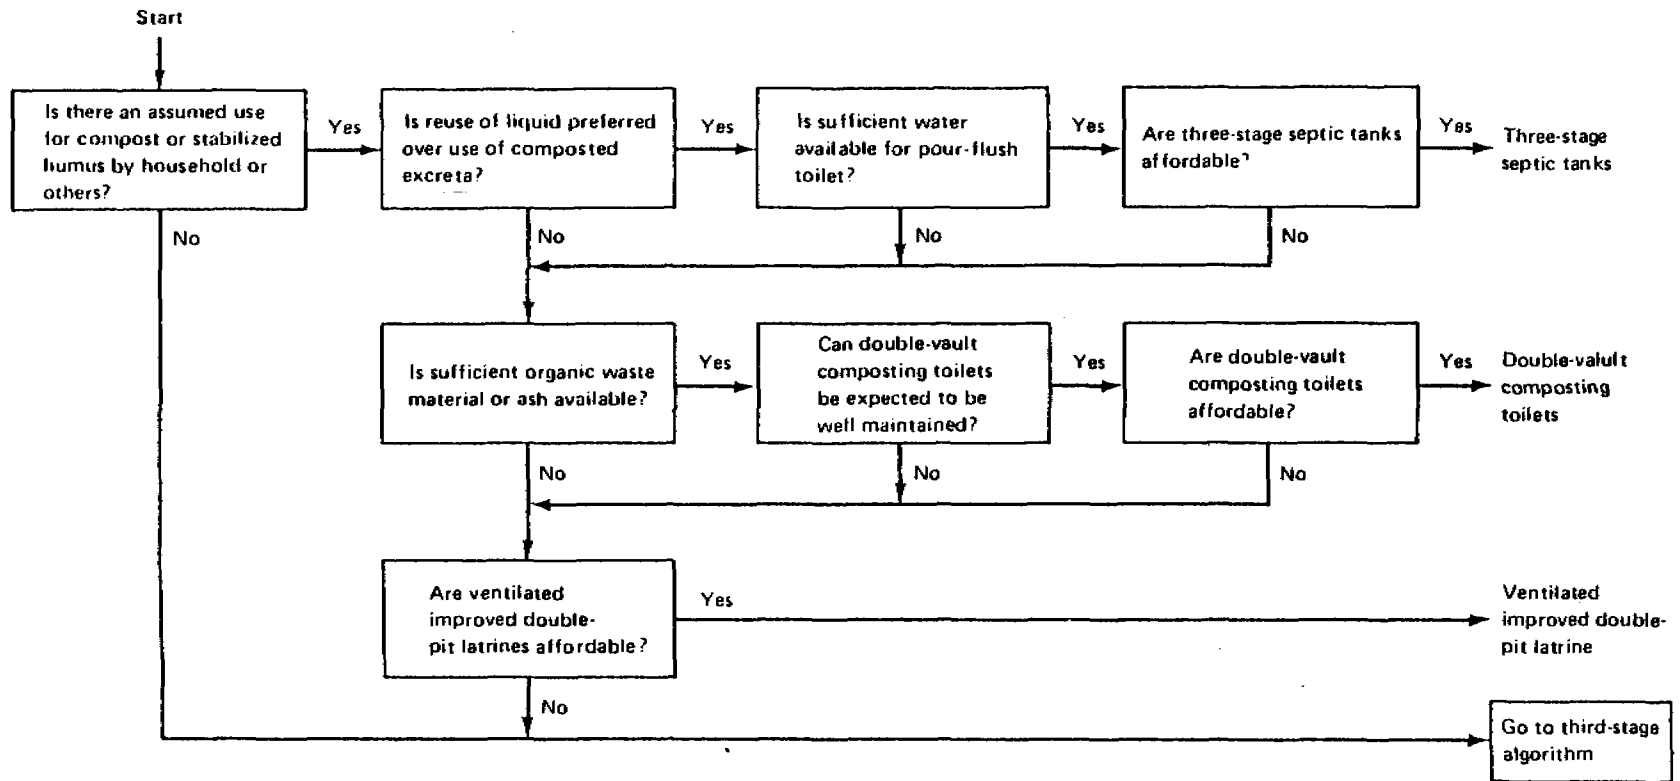 Start
Is there an assumed use
for compost or stabilized
humus by household or
others?
Yes
Is reuse of liquid preferred
over use of composted
excreta?
Yes
Is sufficient water
available for pour-flush
toilet?
Yes
Are three-stage septic tanks
affordable?
Yes
Three-stage
septic tanks
No
No
No
No
Is sufficient organic waste
material or ash available?
Yes
Can double-vault
composting toilets
be expected to be
well maintained?
Yes
Are double-vault
composting toilets
affordable?
Yes
Double-valult
composting
toilets
No
No
No
Are ventilated
improved double-
pit latrines affordable?
Yes
Ventilated
improved double-
pit latrine
No
Go to third-stage
algorithm